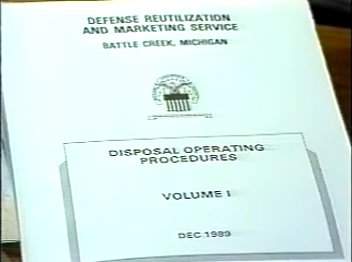 DEFENSE REUTILIZATION
AND MARKETING SERVICE
BATTLE CREEK, MICHIGAN
DISPOSAL OPERATING
PROCEDURES
VOLUME I
DEC 1989